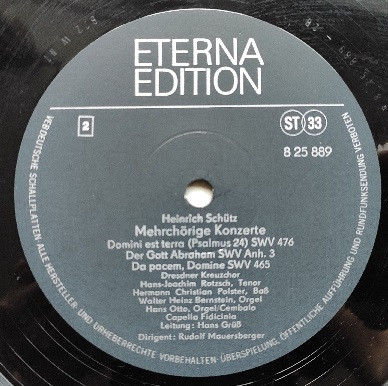 ETERNA
EDITION
2
ST 33
8 25 889
Heinrich Schütz
Mehrchörige Konzerte
Domini est terra (Psalmus 24) SWV 476
Der Gott Abraham SWV Anh. 3
Da pacem, Domine SWV 465
Dresdner Kreuzchor
Hans-Joachim Rotzsch, Tenor
Hermann Christian Polster, Baß
Walter Heinz Bernstein, Orgel
Hans Otto, Orgel/Cembalo
Capella Fidicinia
Leitung: Hans Grüß
Dirigent: Rudolf Mauersberger
VEB DEUTSCHE SCHALLPLATTEN ALLE HERSTELLER- UND URHEBERRECHTE VORBEHALTEN · ÜBERSPIELUNG, ÖFFENTLICHE AUFFÜHRUNG UND RUNDFUNKSENDUNG VERBOTEN